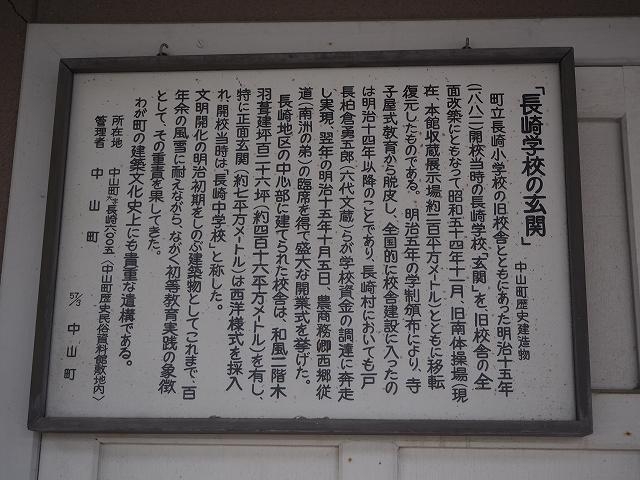 「長崎学校の玄関」
中山町歴史建造物
町立長崎小学校の旧校舎とともにあった明治十五年
(一八八二)開校当時の長崎学校「玄関」を、旧校舎の全
面改築にともなって昭和五十四年十一月、旧南体操場(現
在、本館収蔵展示場約二百平方メートル)とともに移転
復元したものである。 明治五年の学制頒布により、寺
子屋式教育から脱皮し、全国的に校舎建設に入ったの
は明治十四年以降のことであり、長崎村においても戸
長柏倉勇五郎(六代文蔵)らが学校資金の調達に奔走
し実現、翌年の明治十五年十月五日、農商務卿西郷従
道(南洲の弟)の臨席を得て盛大な開業式を挙げた。
長崎地区の中心部に建てられた校舎は、和風二階木
羽葺建坪百二十六坪(約四百十六平方メートル)を有し、
特に正面玄関(約七平方メートル)は西洋様式を採入
れ、開校当時は「長崎中学校」と称した。
文明開化の明治初期をしのぶ建築物としてこれまで、百
年余の風雪に耐えながら、ながく初等教育実践の象徴
として、その重責を果してきた。
わが町の建築文化史上にも貴重な遺構である。
所在地 中山町大字長崎六〇〇五(中山町歴史民俗資料館敷地内)
管理者 中山町
57/3 中山町